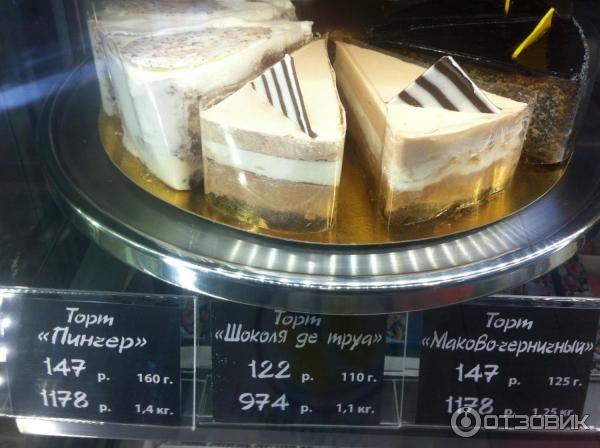 Торт
«Пинчер»
147 р. 160 г.
1178 р. 1,4 кг.
Торт
«Шоколя де труа»
122 р. 110 г.
974 р. 1,1 кг.
Торт
«Маково-черничный»
147 р. 125 г.
1178 р. 1,25 кг.
ОТЗОВИК